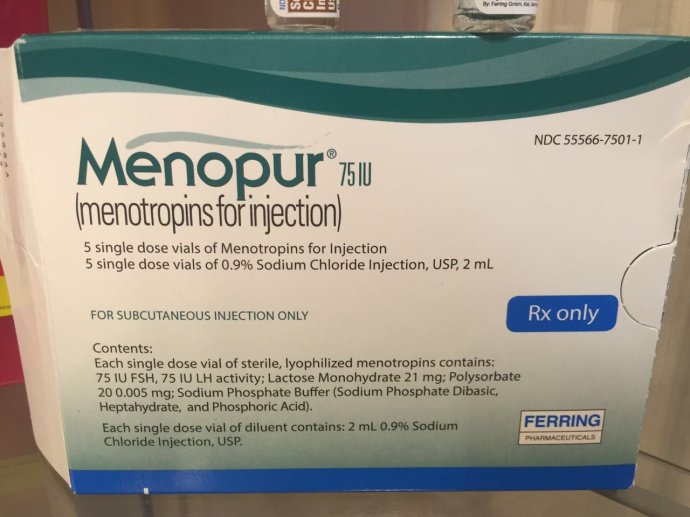 By: Ferring GmbH, Kiel,
NDC 55566-7501-1
Menopur® 75 IU
(menotropins for injection)
5 single dose vials of Menotropins for Injection
5 single dose vials of 0.9% Sodium Chloride Injection, USP, 2 mL
FOR SUBCUTANEOUS INJECTION ONLY
Rx only
Contents:
Each single dose vial of sterile, lyophilized menotropins contains:
75 IU FSH, 75 IU LH activity; Lactose Monohydrate 21 mg; Polysorbate
20 0.005 mg; Sodium Phosphate Buffer (Sodium Phosphate Dibasic,
Heptahydrate, and Phosphoric Acid).
Each single dose vial of diluent contains: 2 mL 0.9% Sodium
Chloride Injection, USP.
FERRING
PHARMACEUTICALS